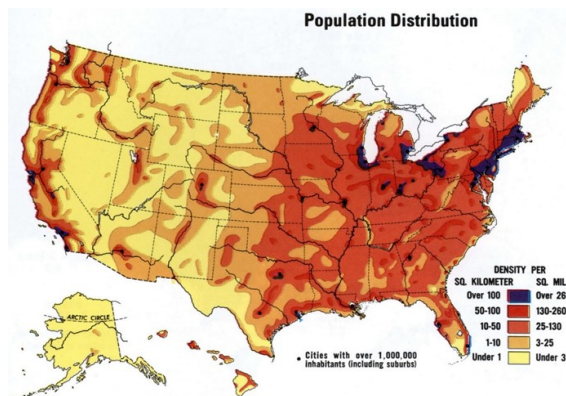 Population Distribution
DENSITY PER
SQ. KILOMETER SQ. MIL
Over 100 Over 26
50-100 130-260
10-50 25-130
1-10 3-25
Under 1 Under 3
ARCTIC CIRCLE
• Cities with over 1,000,000
inhabitants (including suburbs)